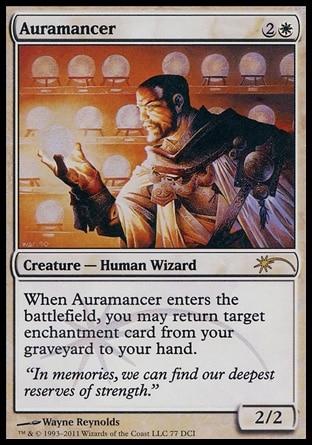 Auramancer 2
Creature — Human Wizard
When Auramancer enters the
battlefield, you may return target
enchantment card from your
graveyard to your hand.
“In memories, we can find our deepest
reserves of strength.”
Wayne Reynolds
™ & © 1993–2011 Wizards of the Coast LLC 77 DCI
2/2